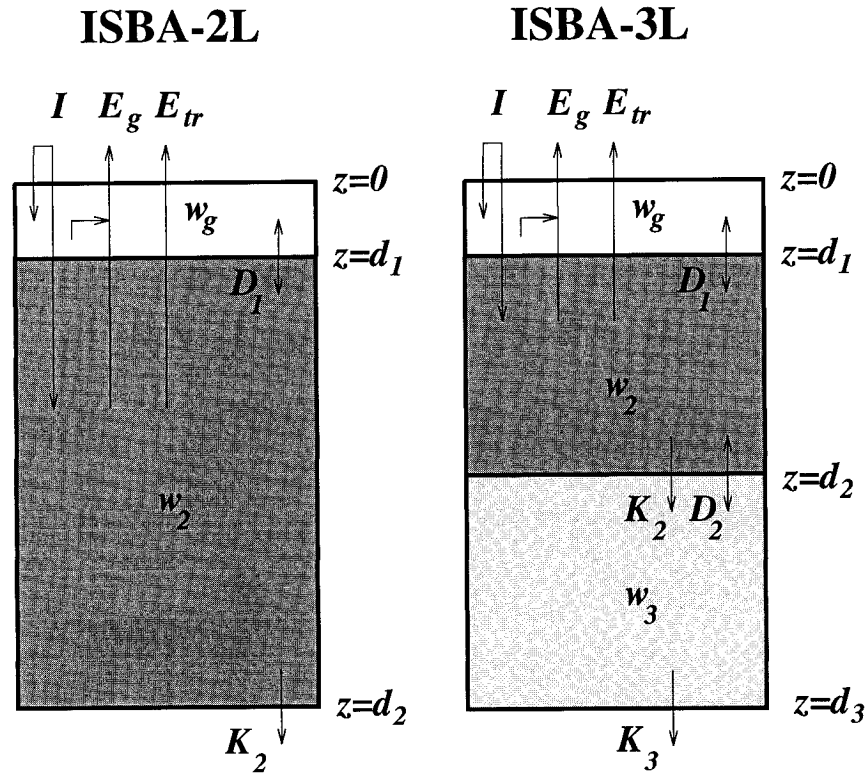 ISBA-2L
I E_g E_tr
z=0
w_g
z=d_1
D_1
w_2
z=d_2
K_2
ISBA-3L
I E_g E_tr
z=0
w_g
z=d_1
D_1
w_2
z=d_2
K_2 D_2
w_3
z=d_3
K_3